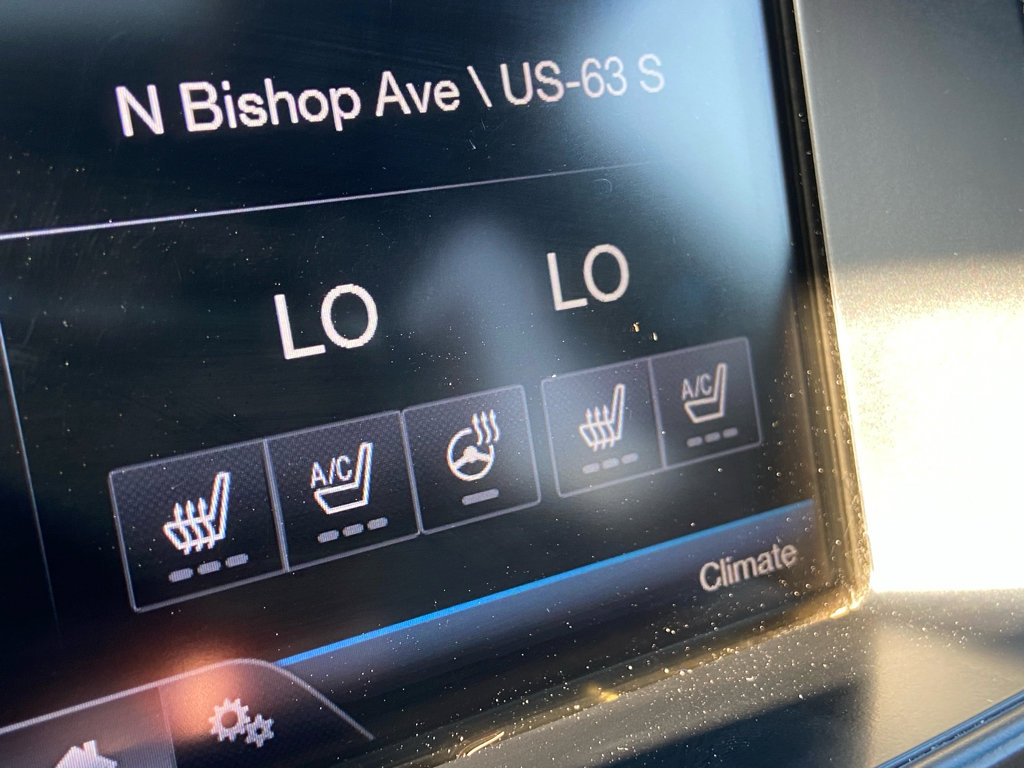 N Bishop Ave \ US-63 S
LO LO
A/C A/C
Climate